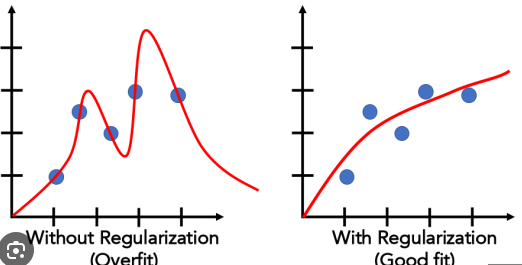 Without Regularization
(Overfit)
With Regularization
(Good fit)